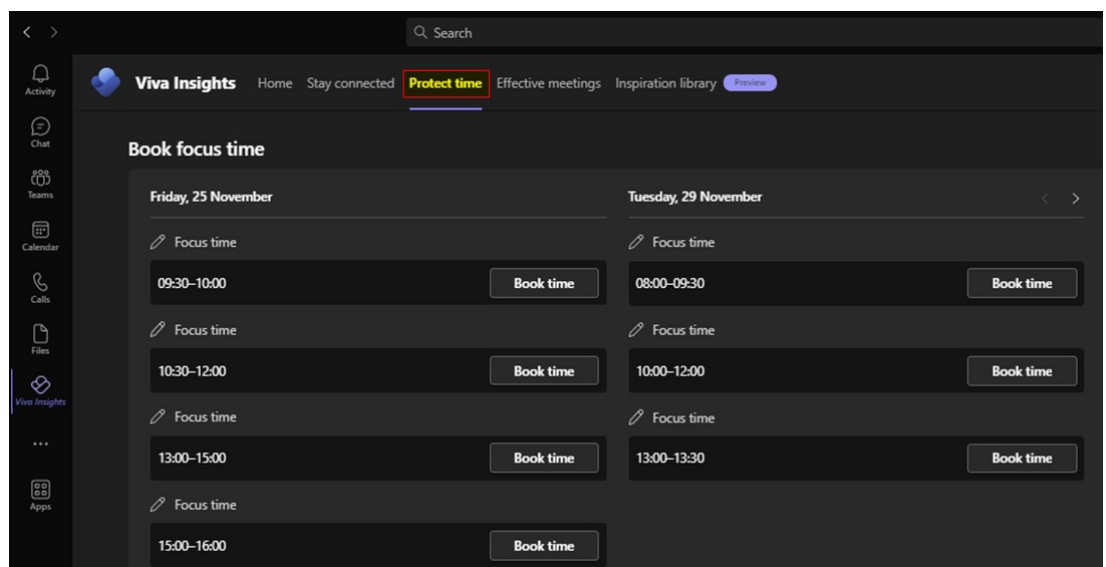 Search
Activity
Chat
Teams
Calendar
Calls
Files
Viva Insights
Apps
Viva Insights Home Stay connected Protect time Effective meetings Inspiration library Preview
Book focus time
Friday, 25 November
Focus time
09:30–10:00 Book time
Focus time
10:30–12:00 Book time
Focus time
13:00–15:00 Book time
Focus time
15:00–16:00 Book time
Tuesday, 29 November
Focus time
08:00–09:30 Book time
Focus time
10:00–12:00 Book time
Focus time
13:00–13:30 Book time